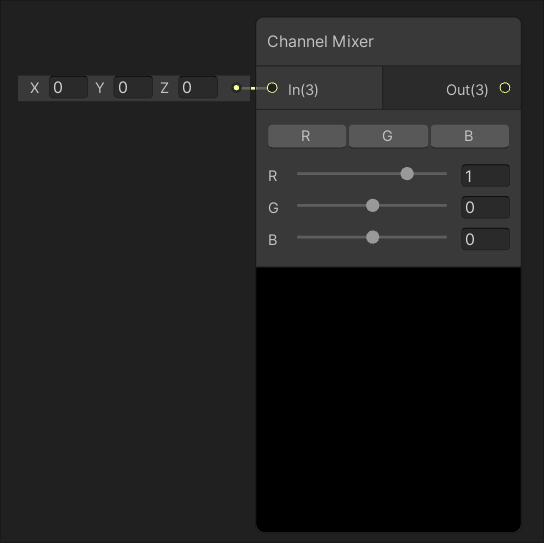 Channel Mixer
X 0 Y 0 Z 0 In(3) Out(3)
R G B
R 1
G 0
B 0